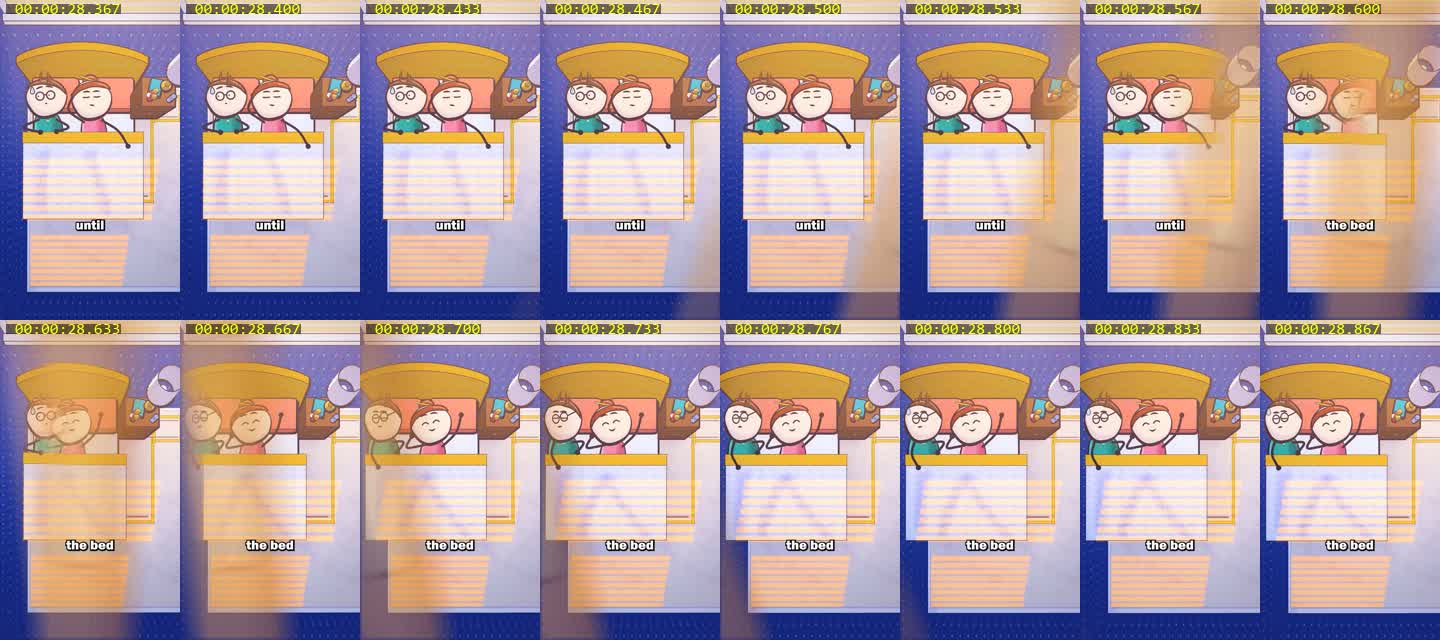 00:00:28.367
00:00:28.400
00:00:28.433
00:00:28.467
00:00:28.500
00:00:28.533
00:00:28.567
00:00:28.600
until
until
until
until
until
until
until
the bed
00:00:28.633
00:00:28.667
00:00:28.700
00:00:28.733
00:00:28.767
00:00:28.800
00:00:28.833
00:00:28.867
the bed
the bed
the bed
the bed
the bed
the bed
the bed
the bed